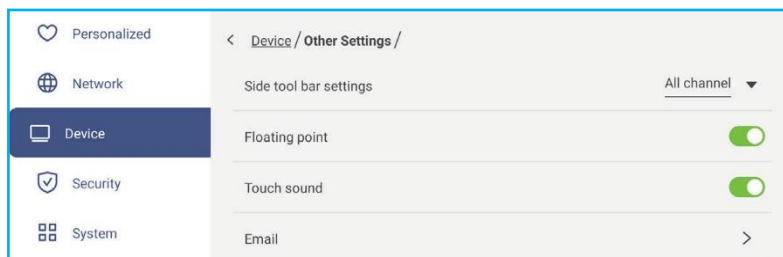 Personalized
Network
Device
Security
System
< Device / Other Settings /
Side tool bar settings All channel
Floating point
Touch sound
Email >